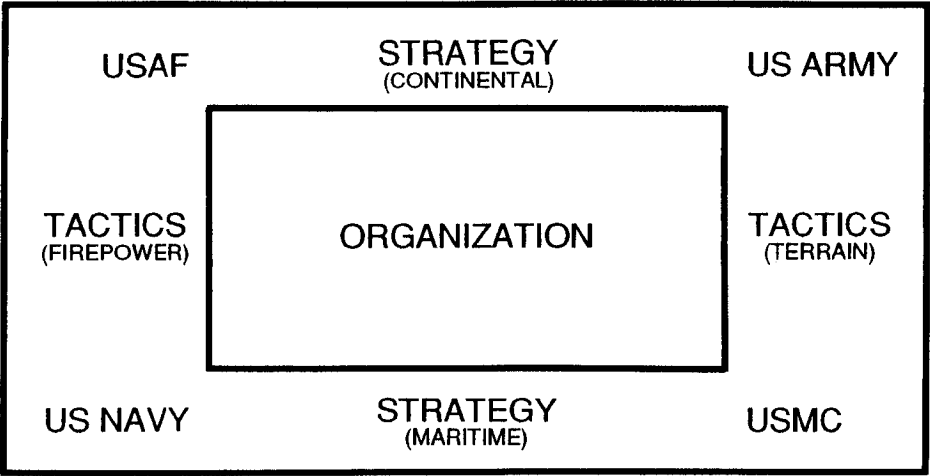 USAF
STRATEGY
(CONTINENTAL)
US ARMY
TACTICS
(FIREPOWER)
ORGANIZATION
TACTICS
(TERRAIN)
US NAVY
STRATEGY
(MARITIME)
USMC